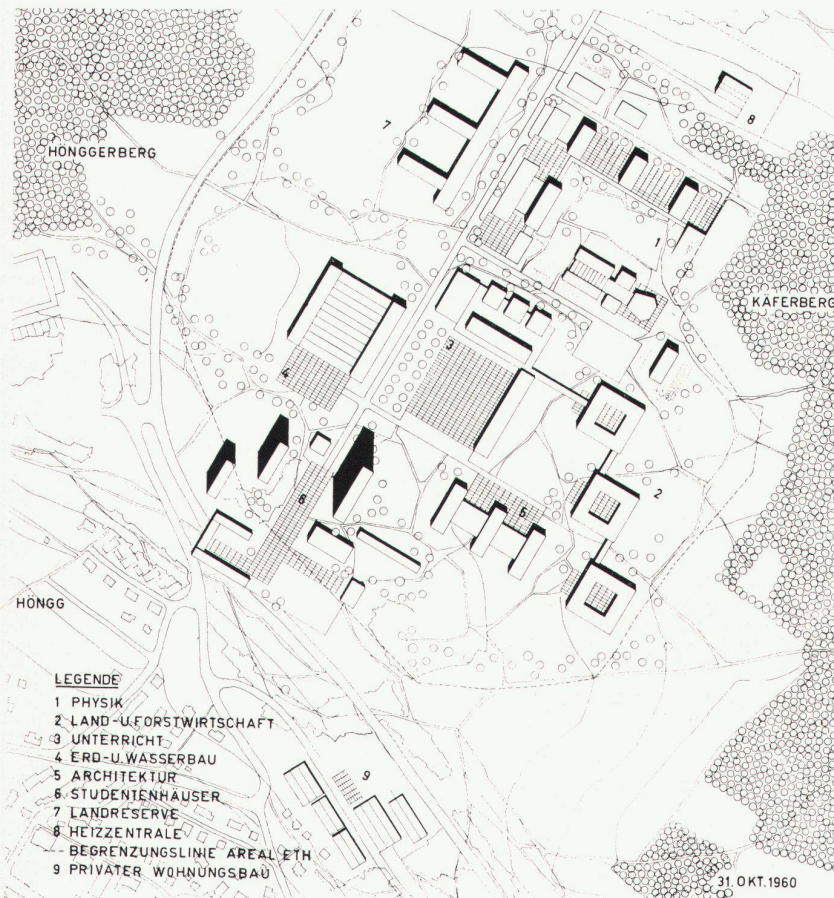 HÖNGGERBERG
7
8
1
KÄFERBERG
3
4
2
6
5
HÖNGG
LEGENDE
1 PHYSIK
2 LAND-U.FORSTWIRTSCHAFT
3 UNTERRICHT
4 ERD-U.WASSERBAU
5 ARCHITEKTUR
6 STUDENTENHÄUSER
7 LANDRESERVE
8 HEIZZENTRALE
--- BEGRENZUNGSLINIE AREAL ETH
9 PRIVATER WOHNUNGSBAU
9
31. OKT. 1960